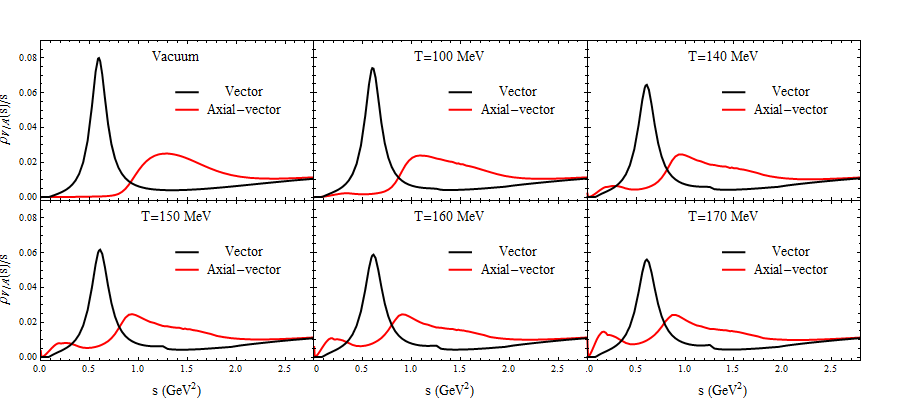 Vacuum
T=100 MeV
T=140 MeV
0.08
0.06
0.04
0.02
0.00
ρV/A(s)/s
Vector
Axial−vector
Vector
Axial−vector
Vector
Axial−vector
T=150 MeV
T=160 MeV
T=170 MeV
0.08
0.06
0.04
0.02
0.00
ρV/A(s)/s
Vector
Axial−vector
Vector
Axial−vector
Vector
Axial−vector
0.0 0.5 1.0 1.5 2.0 2.5
0 0.5 1.0 1.5 2.0 2.5
.0 0.5 1.0 1.5 2.0 2.5
s (GeV²)
s (GeV²)
s (GeV²)